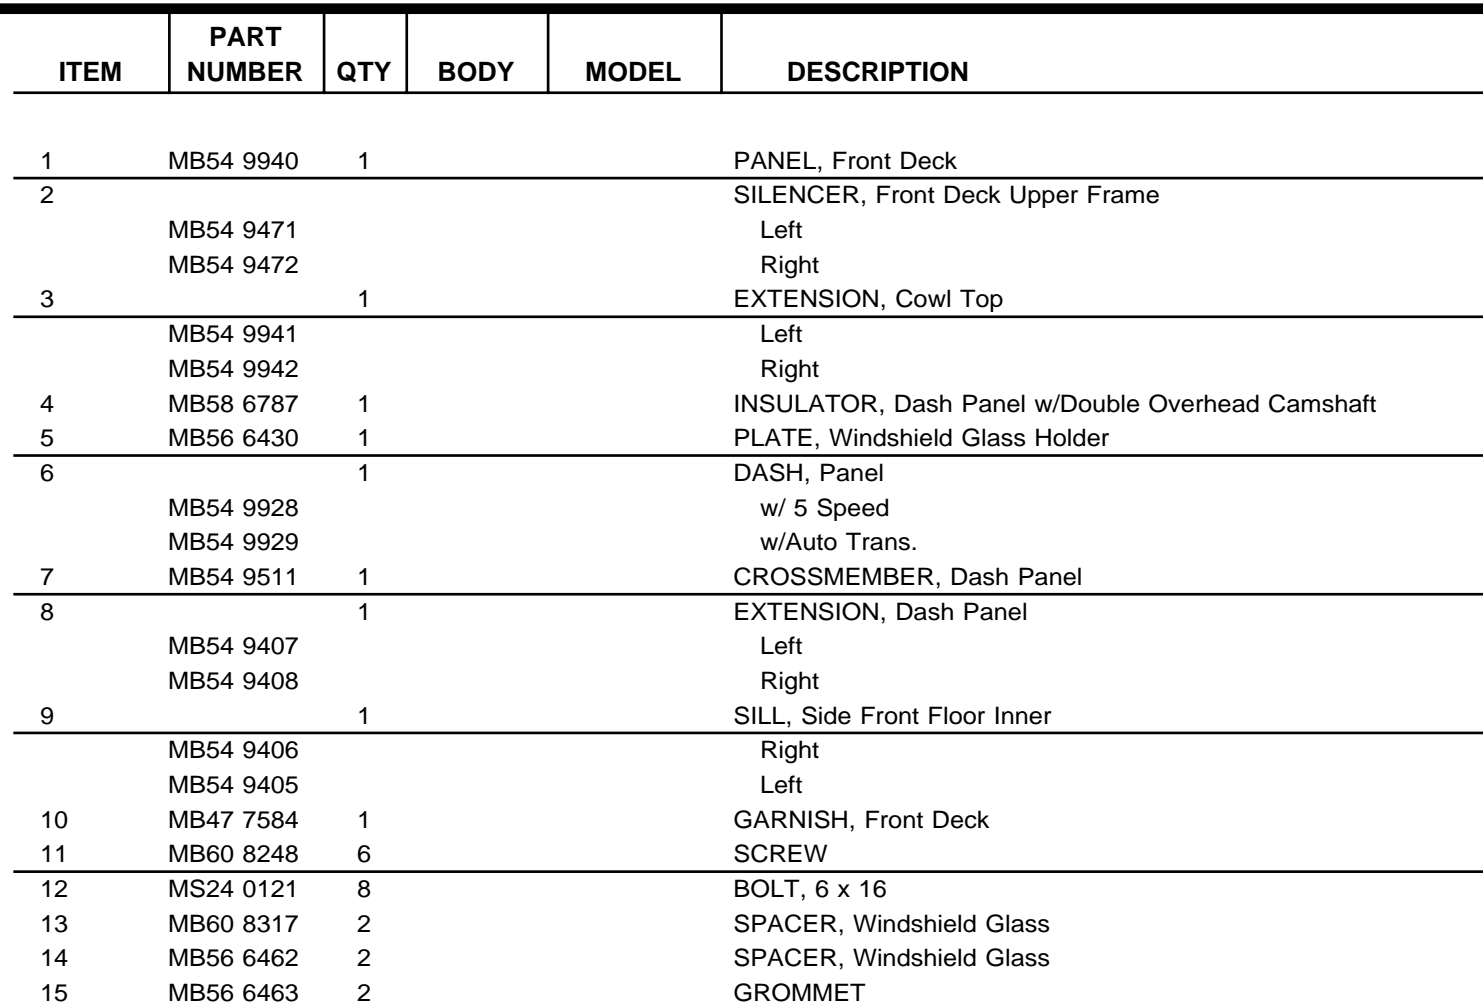 PART
ITEM NUMBER QTY BODY MODEL DESCRIPTION
1 MB54 9940 1 PANEL, Front Deck
2 SILENCER, Front Deck Upper Frame
MB54 9471 Left
MB54 9472 Right
3 1 EXTENSION, Cowl Top
MB54 9941 Left
MB54 9942 Right
4 MB58 6787 1 INSULATOR, Dash Panel w/Double Overhead Camshaft
5 MB56 6430 1 PLATE, Windshield Glass Holder
6 1 DASH, Panel
MB54 9928 w/ 5 Speed
MB54 9929 w/Auto Trans.
7 MB54 9511 1 CROSSMEMBER, Dash Panel
8 1 EXTENSION, Dash Panel
MB54 9407 Left
MB54 9408 Right
9 1 SILL, Side Front Floor Inner
MB54 9406 Right
MB54 9405 Left
10 MB47 7584 1 GARNISH, Front Deck
11 MB60 8248 6 SCREW
12 MS24 0121 8 BOLT, 6 x 16
13 MB60 8317 2 SPACER, Windshield Glass
14 MB56 6462 2 SPACER, Windshield Glass
15 MB56 6463 2 GROMMET